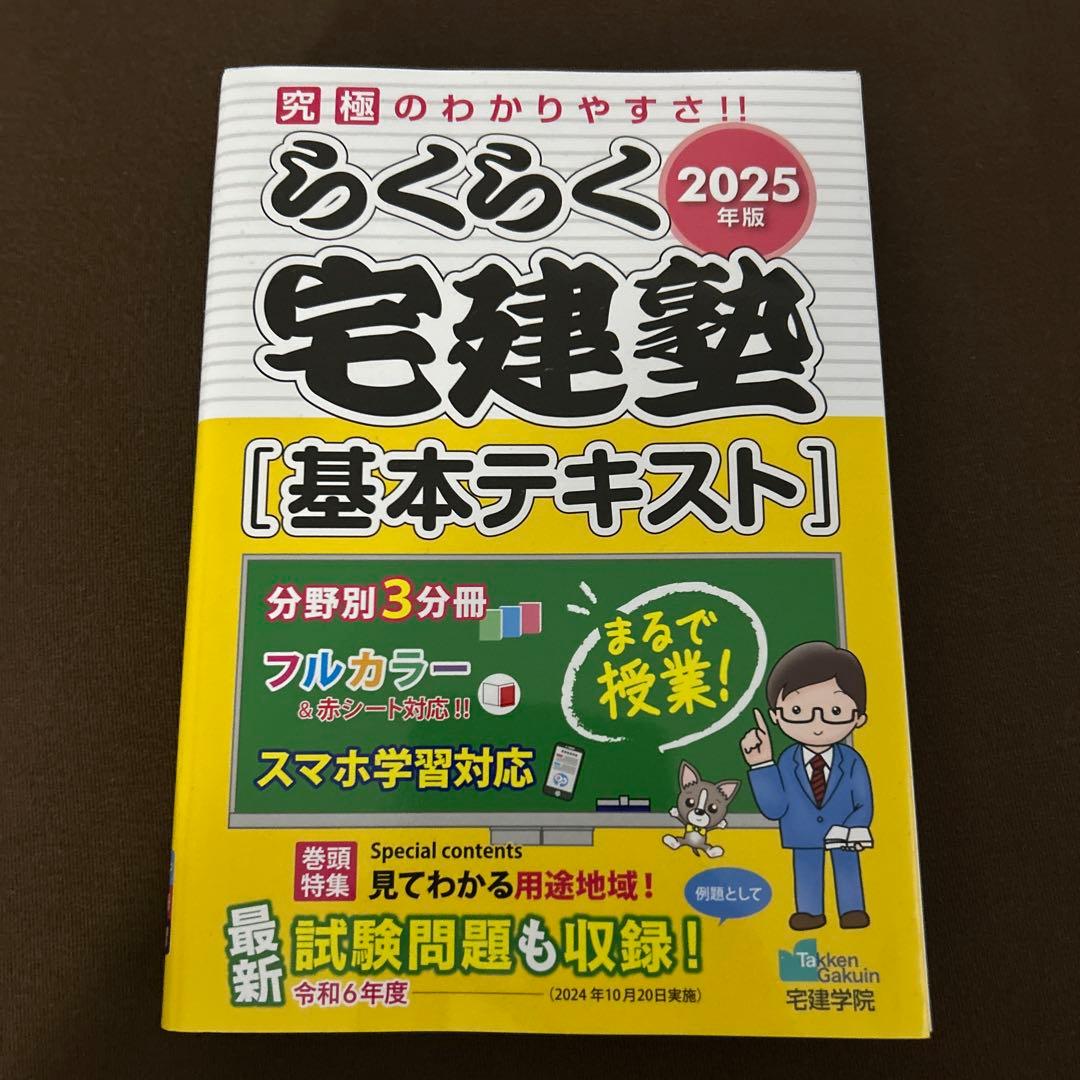 究極のわかりやすさ!!
らくらく
2025
年版
宅建塾
[基本テキスト]
分野別3分冊
フルカラー
&赤シート対応!!
スマホ学習対応
まるで
授業!
巻頭
特集
Special contents
見てわかる用途地域!
例題として
最新
試験問題も収録!
令和6年度
(2024年10月20日実施)
Takken
Gakuin
宅建学院